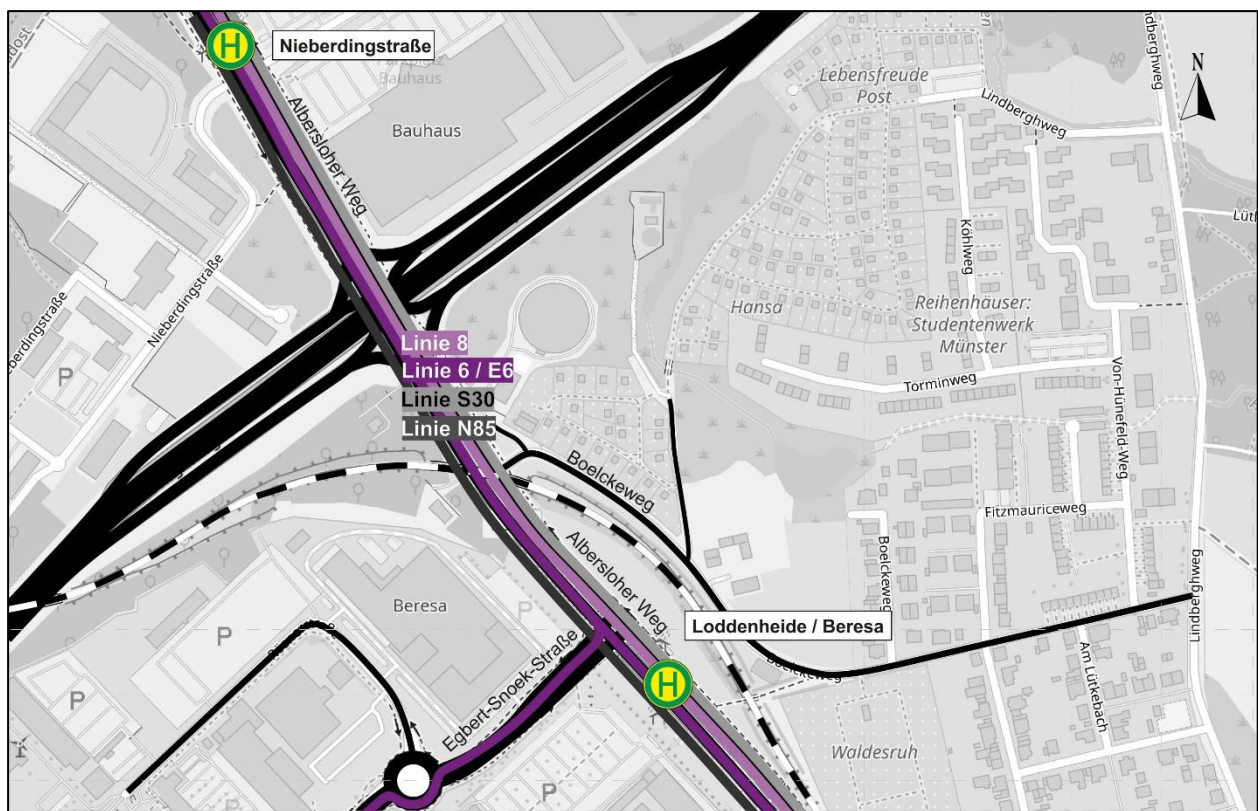 H
Nieberdingstraße
Bauhaus
Bauhaus
Albersloher Weg
Lebensfreude
Post
Lindberghweg
Lindberghweg
N
Köhlweg
Nieberdingstraße
P
Hansa
Reihenhäuser:
Studentenwerk
Münster
Linie 8
Linie 6 / E6
Linie S30
Linie N85
Torminweg
Von-Hünefeld-Weg
Boelckeweg
Fitzmauriceweg
Boelckeweg
Albersloher Weg
Beresa
P
P
P
Loddenheide / Beresa
H
Boelckeweg
Lindberghweg
Am Lütkebach
Egbert-Snoek-Straße
Waldesruh
P